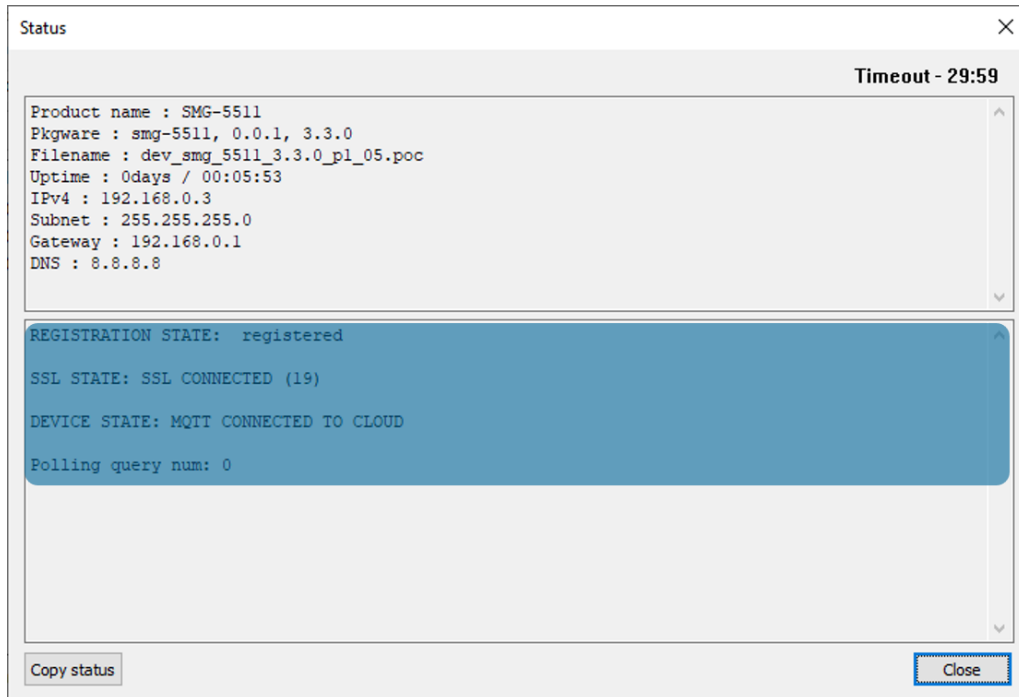 Status
Timeout - 29:59
Product name : SMG-5511
Pkgware : smg-5511, 0.0.1, 3.3.0
Filename : dev_smg_5511_3.3.0_p1_05.poc
Uptime : 0days / 00:05:53
IPv4 : 192.168.0.3
Subnet : 255.255.255.0
Gateway : 192.168.0.1
DNS : 8.8.8.8
REGISTRATION STATE:  registered
SSL STATE: SSL CONNECTED (19)
DEVICE STATE: MQTT CONNECTED TO CLOUD
Polling query num: 0
Copy status
Close